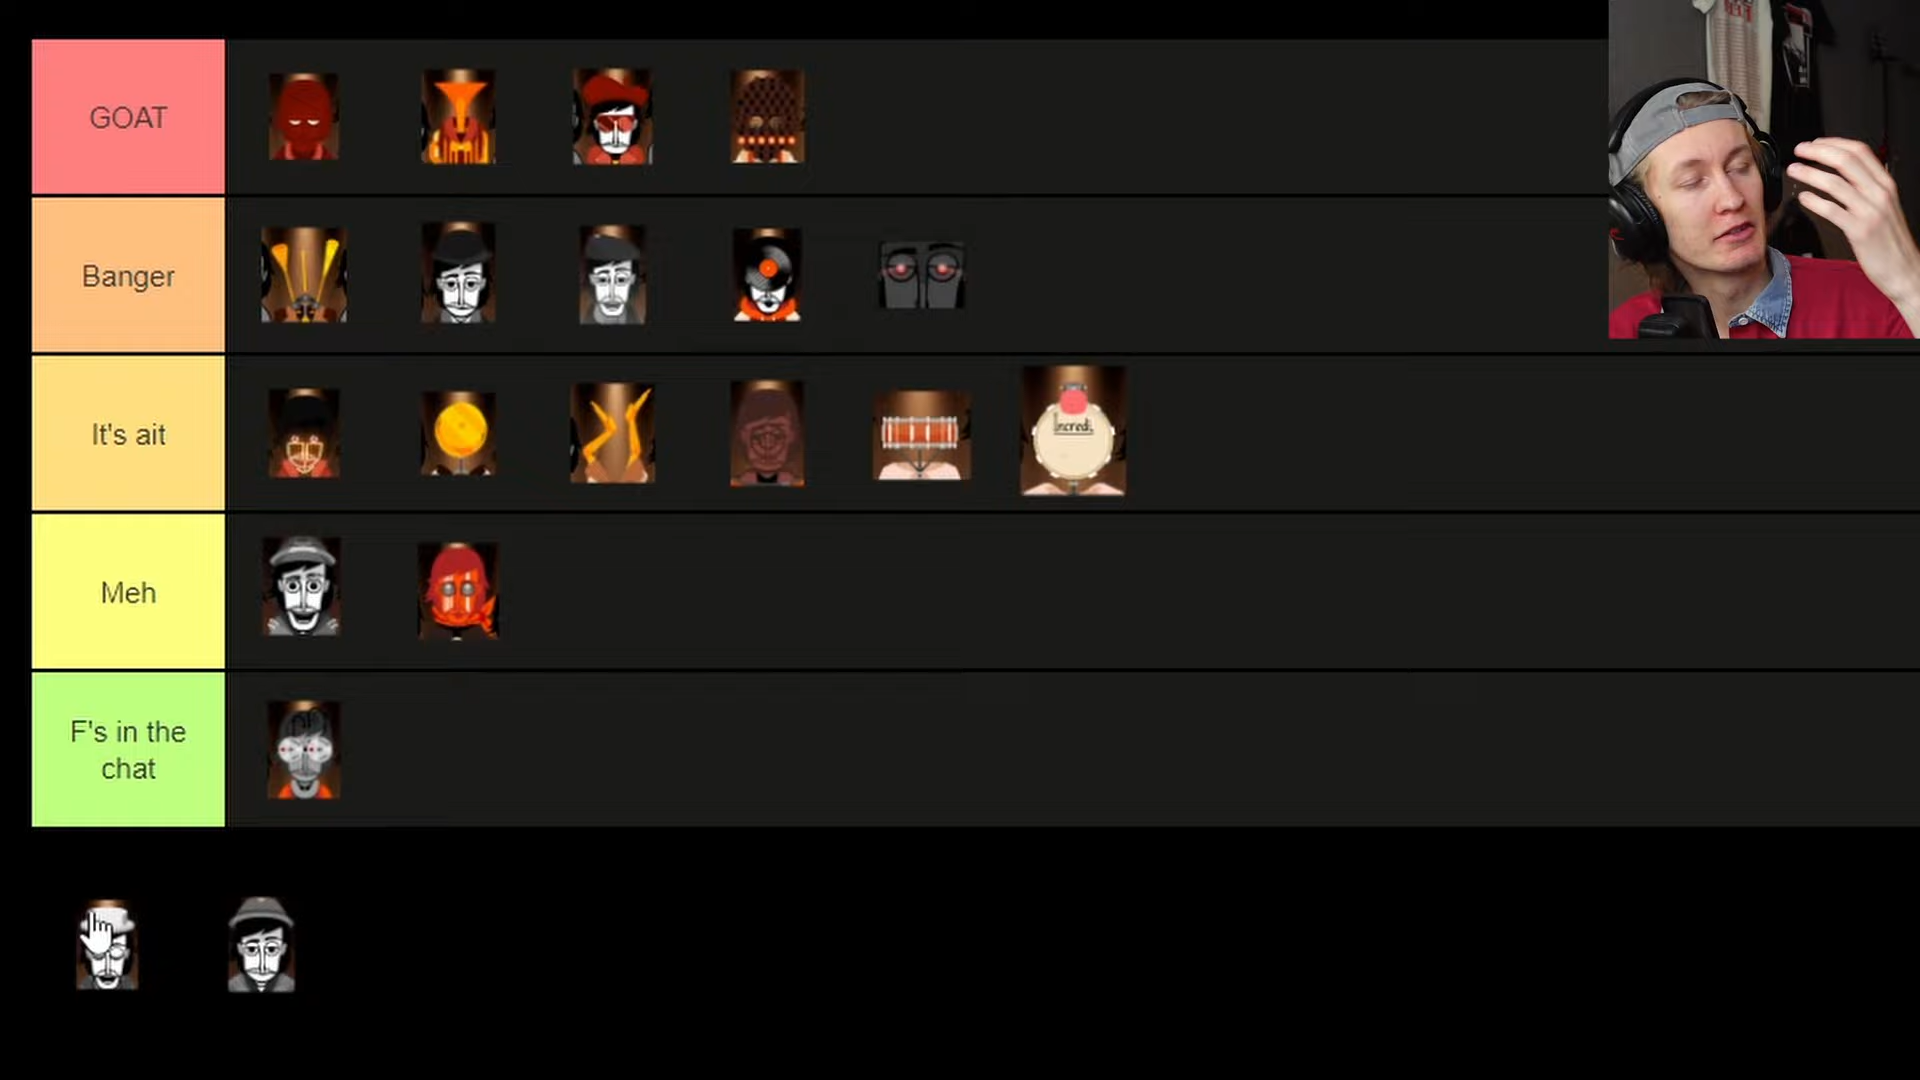 GOAT
Banger
It's ait
Incredi
Meh
F's in the
chat